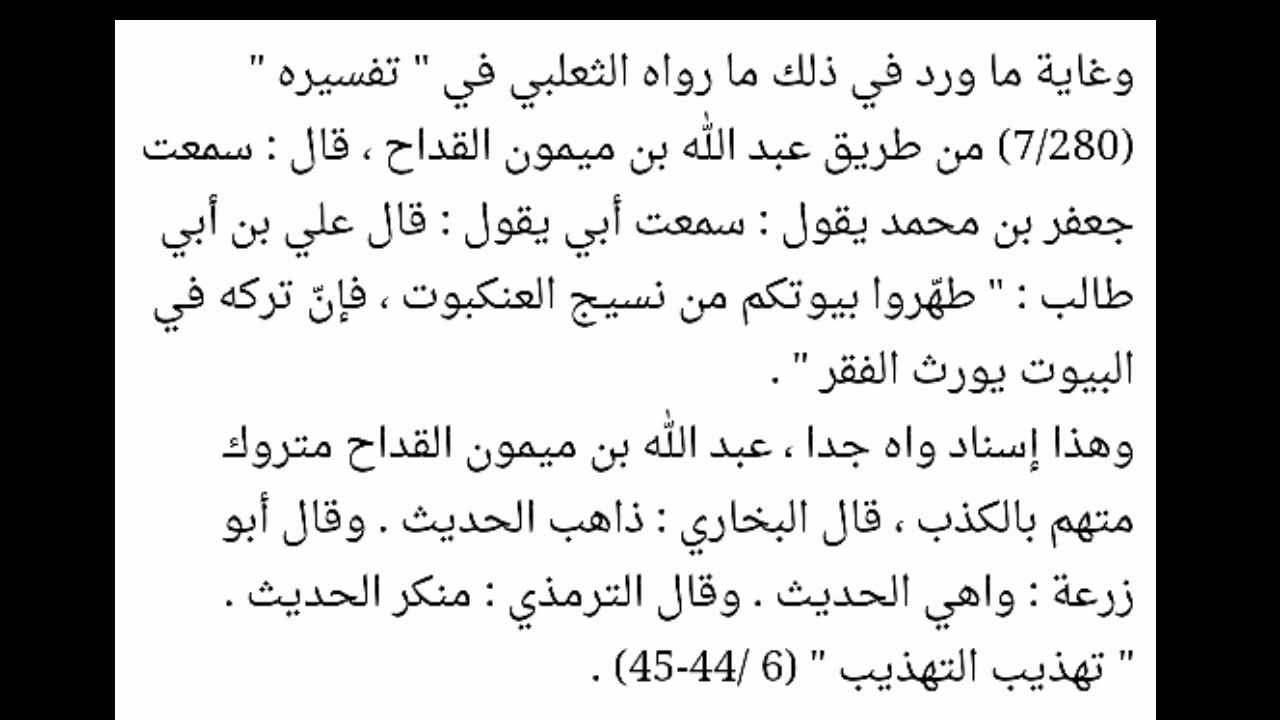 وغاية ما ورد في ذلك ما رواه الثعلبي في " تفسيره "
(7/280) من طريق عبد الله بن ميمون القداح ، قال : سمعت
جعفر بن محمد يقول : سمعت أبي يقول : قال علي بن أبي
طالب : " طهّروا بيوتكم من نسيج العنكبوت ، فإنّ تركه في
البيوت يورث الفقر " .
وهذا إسناد واه جدا ، عبد الله بن ميمون القداح متروك
متهم بالكذب ، قال البخاري : ذاهب الحديث . وقال أبو
زرعة : واهي الحديث . وقال الترمذي : منكر الحديث .
" تهذيب التهذيب " (6 /44-45) .